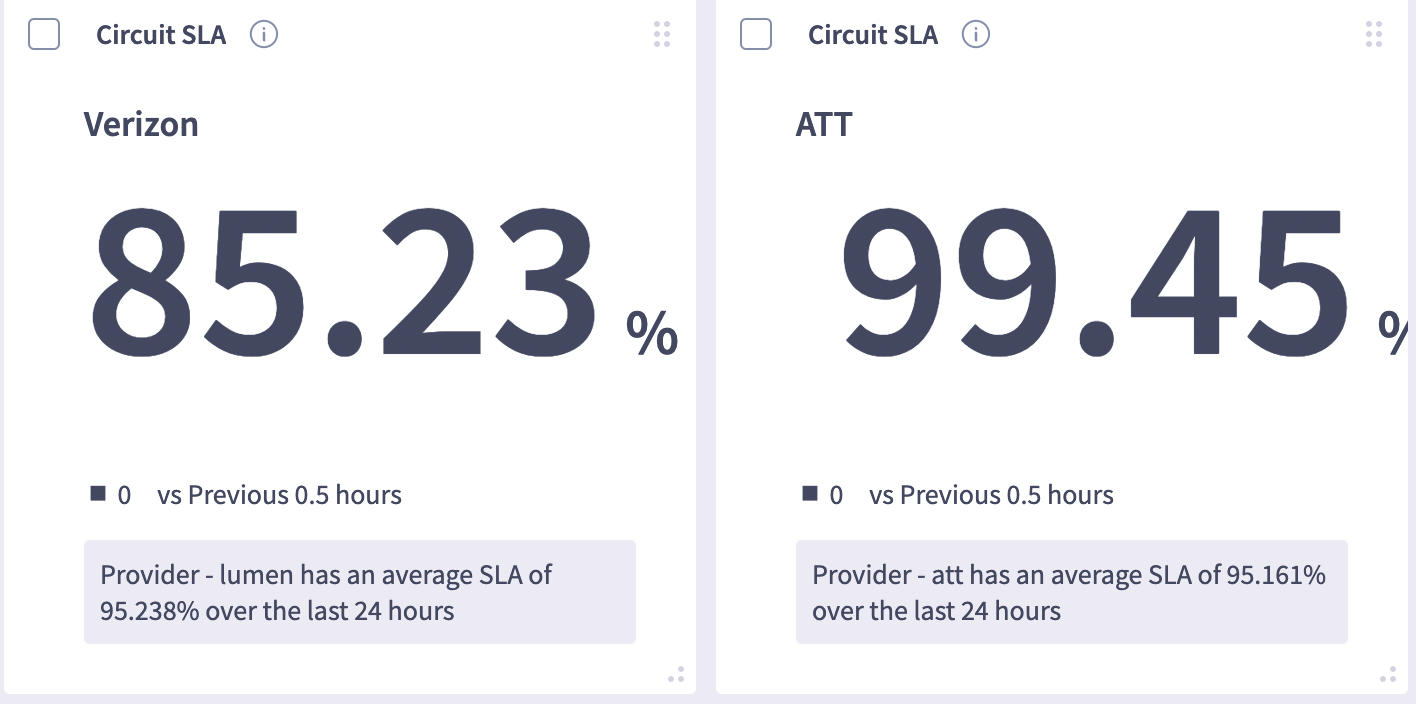 Circuit SLA
Verizon
85.23 %
0 vs Previous 0.5 hours
Provider - lumen has an average SLA of
95.238% over the last 24 hours
Circuit SLA
ATT
99.45 %
0 vs Previous 0.5 hours
Provider - att has an average SLA of 95.161%
over the last 24 hours